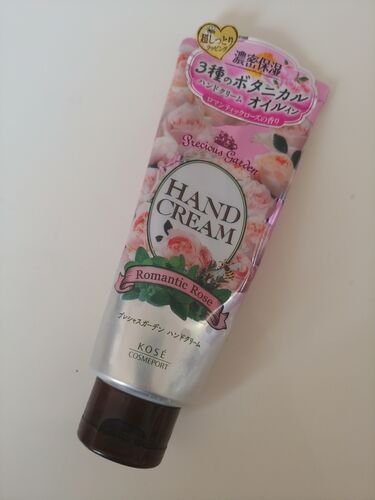 超しっとり
濃密保湿
3種のボタニカル
ハンドクリーム オイルイン
ロマンティックローズの香り
Precious Garden
HAND
CREAM
Romantic Rose
プレシャスガーデン ハンドクリーム
KOSÉ
COSMEPORT